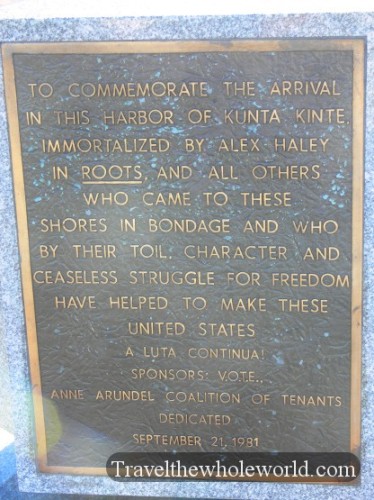 TO COMMEMORATE THE ARRIVAL
IN THIS HARBOR OF KUNTA KINTE,
IMMORTALIZED BY ALEX HALEY
IN ROOTS, AND ALL OTHERS
WHO CAME TO THESE
SHORES IN BONDAGE AND WHO
BY THEIR TOIL, CHARACTER AND
CEASELESS STRUGGLE FOR FREEDOM
HAVE HELPED TO MAKE THESE
UNITED STATES
A LUTA CONTINUA!
SPONSORS: V.O.T.E.,
ANNE ARUNDEL COALITION OF TENANTS
DEDICATED
SEPTEMBER 21, 1981
Travelthewholeworld.com